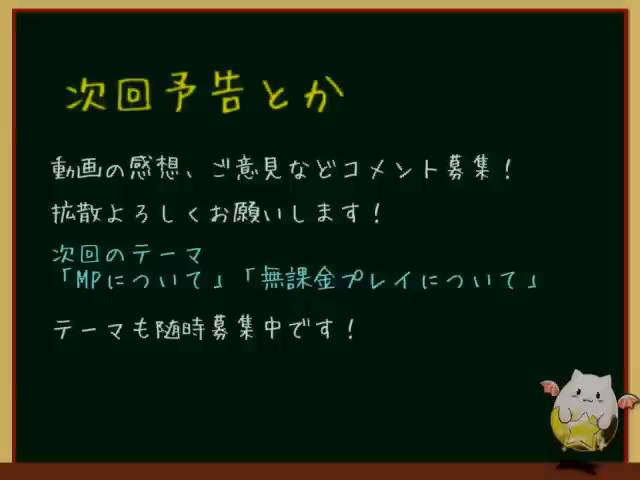 次回予告とか
動画の感想、ご意見などコメント募集!
拡散よろしくお願いします!
次回のテーマ
「MPについて」「無課金プレイについて」
テーマも随時募集中です!